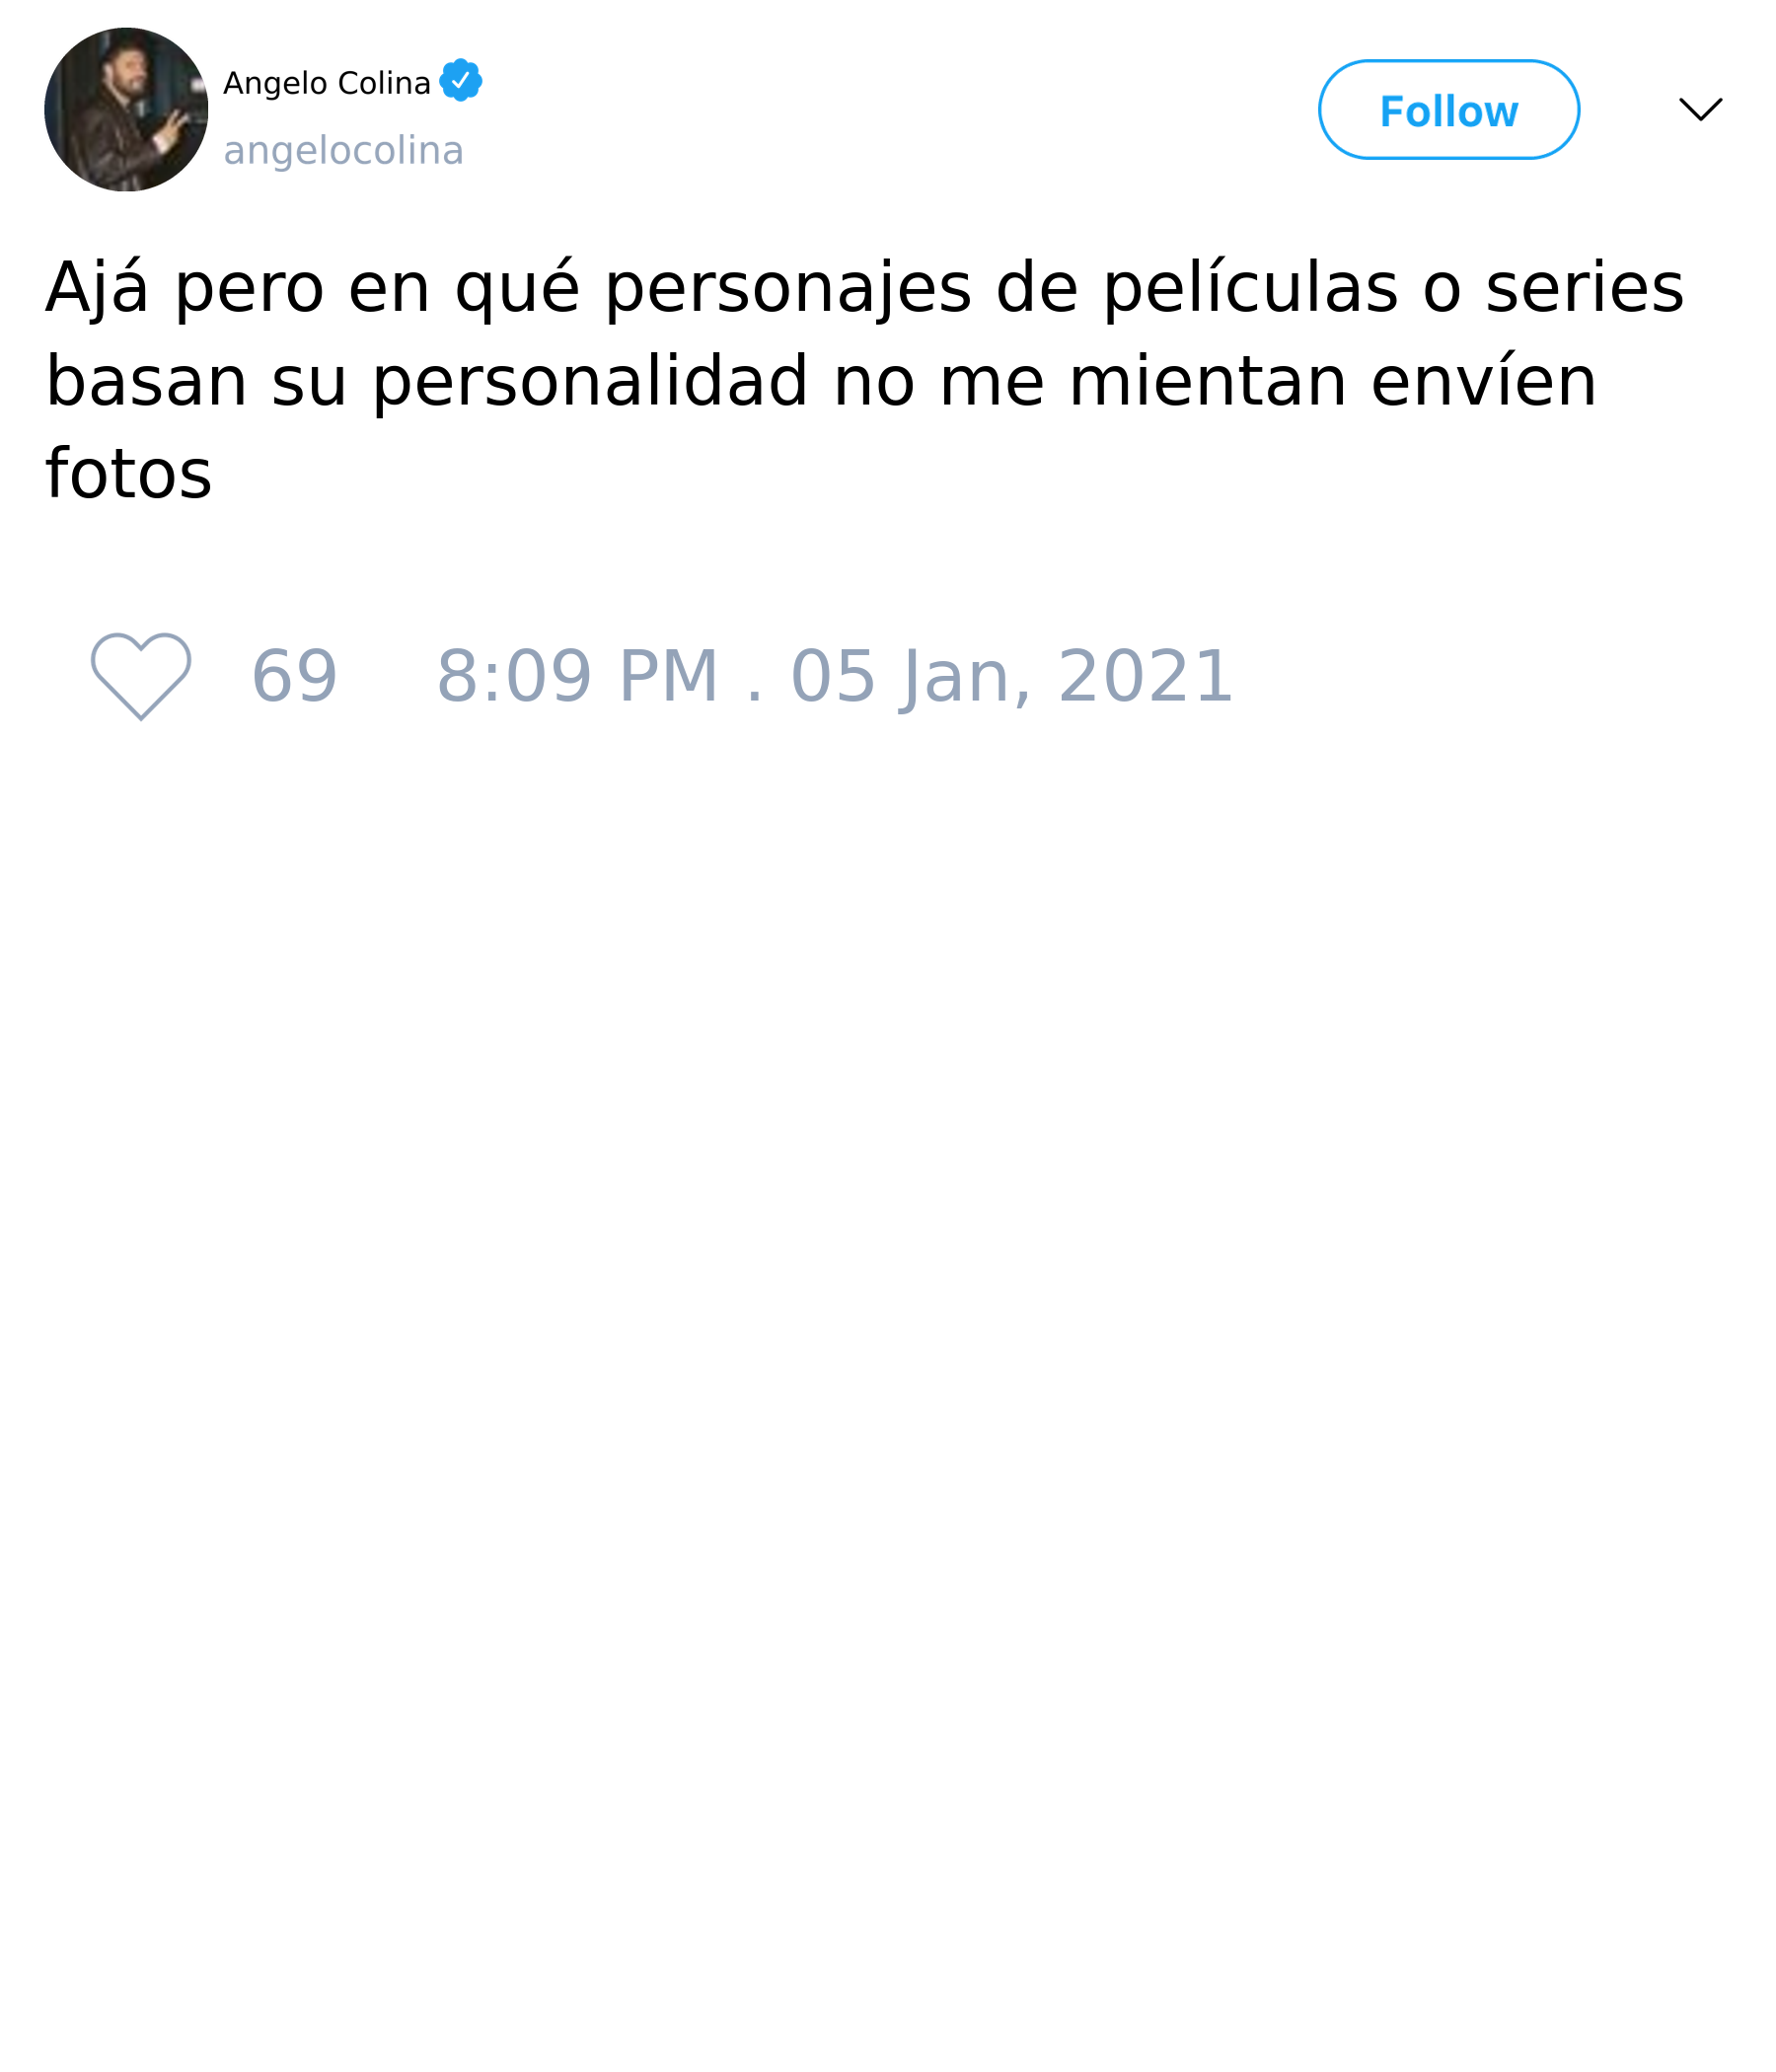 Angelo Colina
angelocolina
Follow
Ajá pero en qué personajes de películas o series
basan su personalidad no me mientan envíen
fotos
69 8:09 PM . 05 Jan, 2021